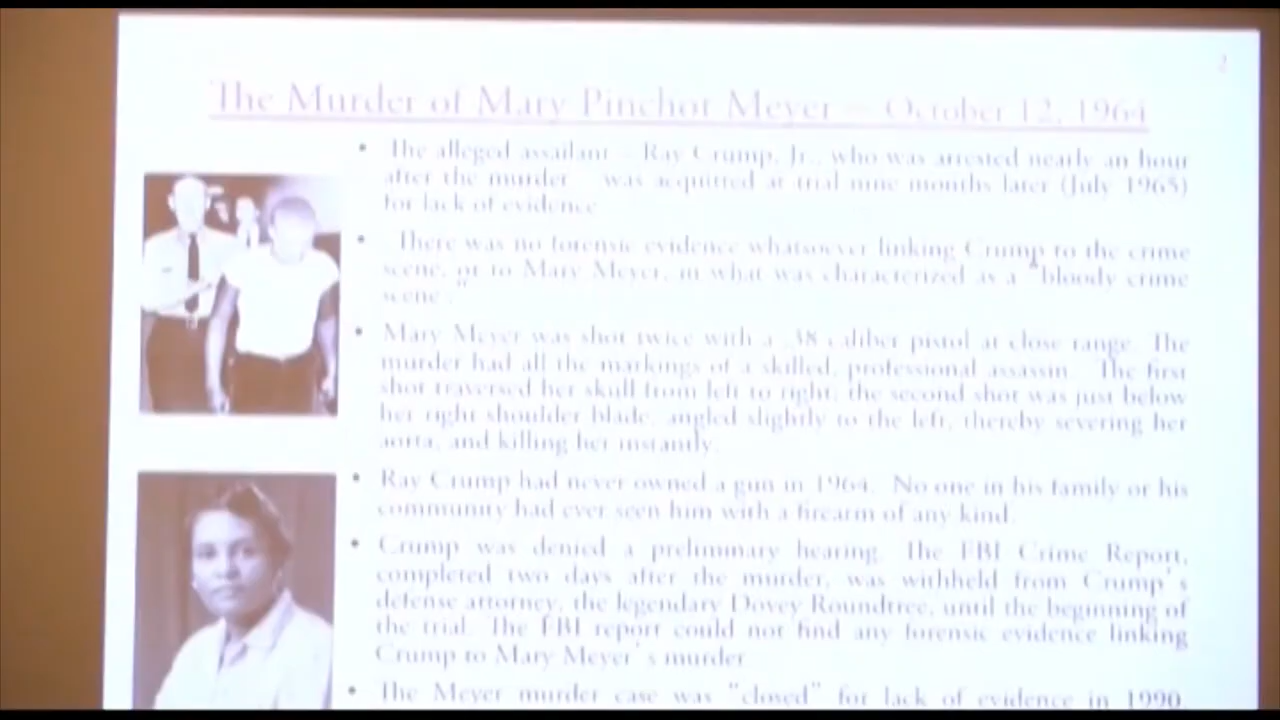 2
The Murder of Mary Pinchot Meyer – October 12, 1964
• The alleged assailant – Ray Crump, Jr., who was arrested nearly an hour
after the murder – was acquitted at trial nine months later (July 1965)
for lack of evidence
• There was no forensic evidence whatsoever linking Crump to the crime
scene, or to Mary Meyer, in what was characterized as a “bloody crime
scene.“
• Mary Meyer was shot twice with a .38 caliber pistol at close range. The
murder had all the markings of a skilled, professional assassin. The first
shot traversed her skull from left to right; the second shot was just below
her right shoulder blade, angled slightly to the left, thereby severing her
aorta, and killing her instantly.
• Ray Crump had never owned a gun in 1964. No one in his family or his
community had ever seen him with a firearm of any kind.
• Crump was denied a preliminary hearing. The FBI Crime Report,
completed two days after the murder, was withheld from Crump's
defense attorney, the legendary Dovey Roundtree, until the beginning of
the trial. The FBI report could not find any forensic evidence linking
Crump to Mary Meyer's murder
• The Meyer murder case was “closed” for lack of evidence in 1990.